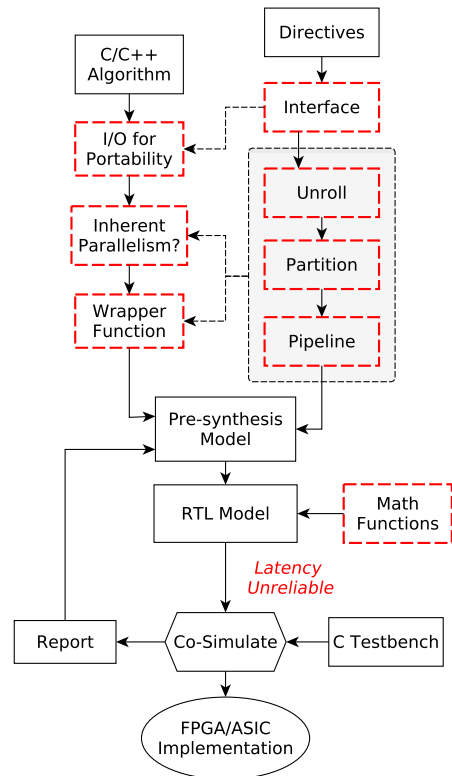 C/C++
Algorithm
Directives
Interface
I/O for
Portability
Unroll
Inherent
Parallelism?
Partition
Wrapper
Function
Pipeline
Pre-synthesis
Model
RTL Model
Math
Functions
Latency
Unreliable
Report
Co-Simulate
C Testbench
FPGA/ASIC
Implementation